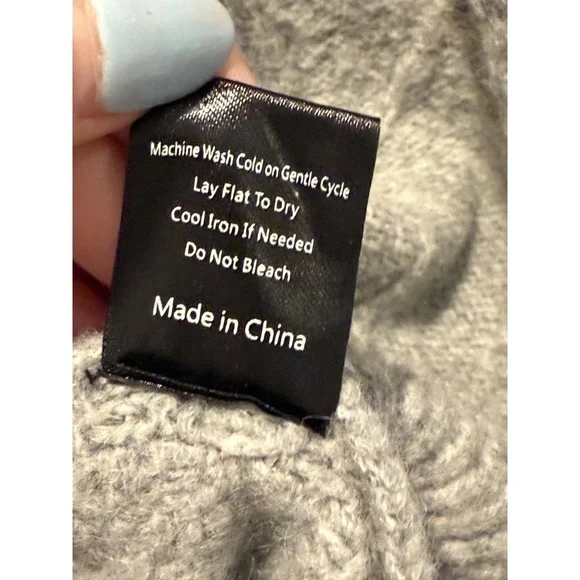 Machine Wash Cold on Gentle Cycle
Lay Flat To Dry
Cool Iron If Needed
Do Not Bleach
Made in China